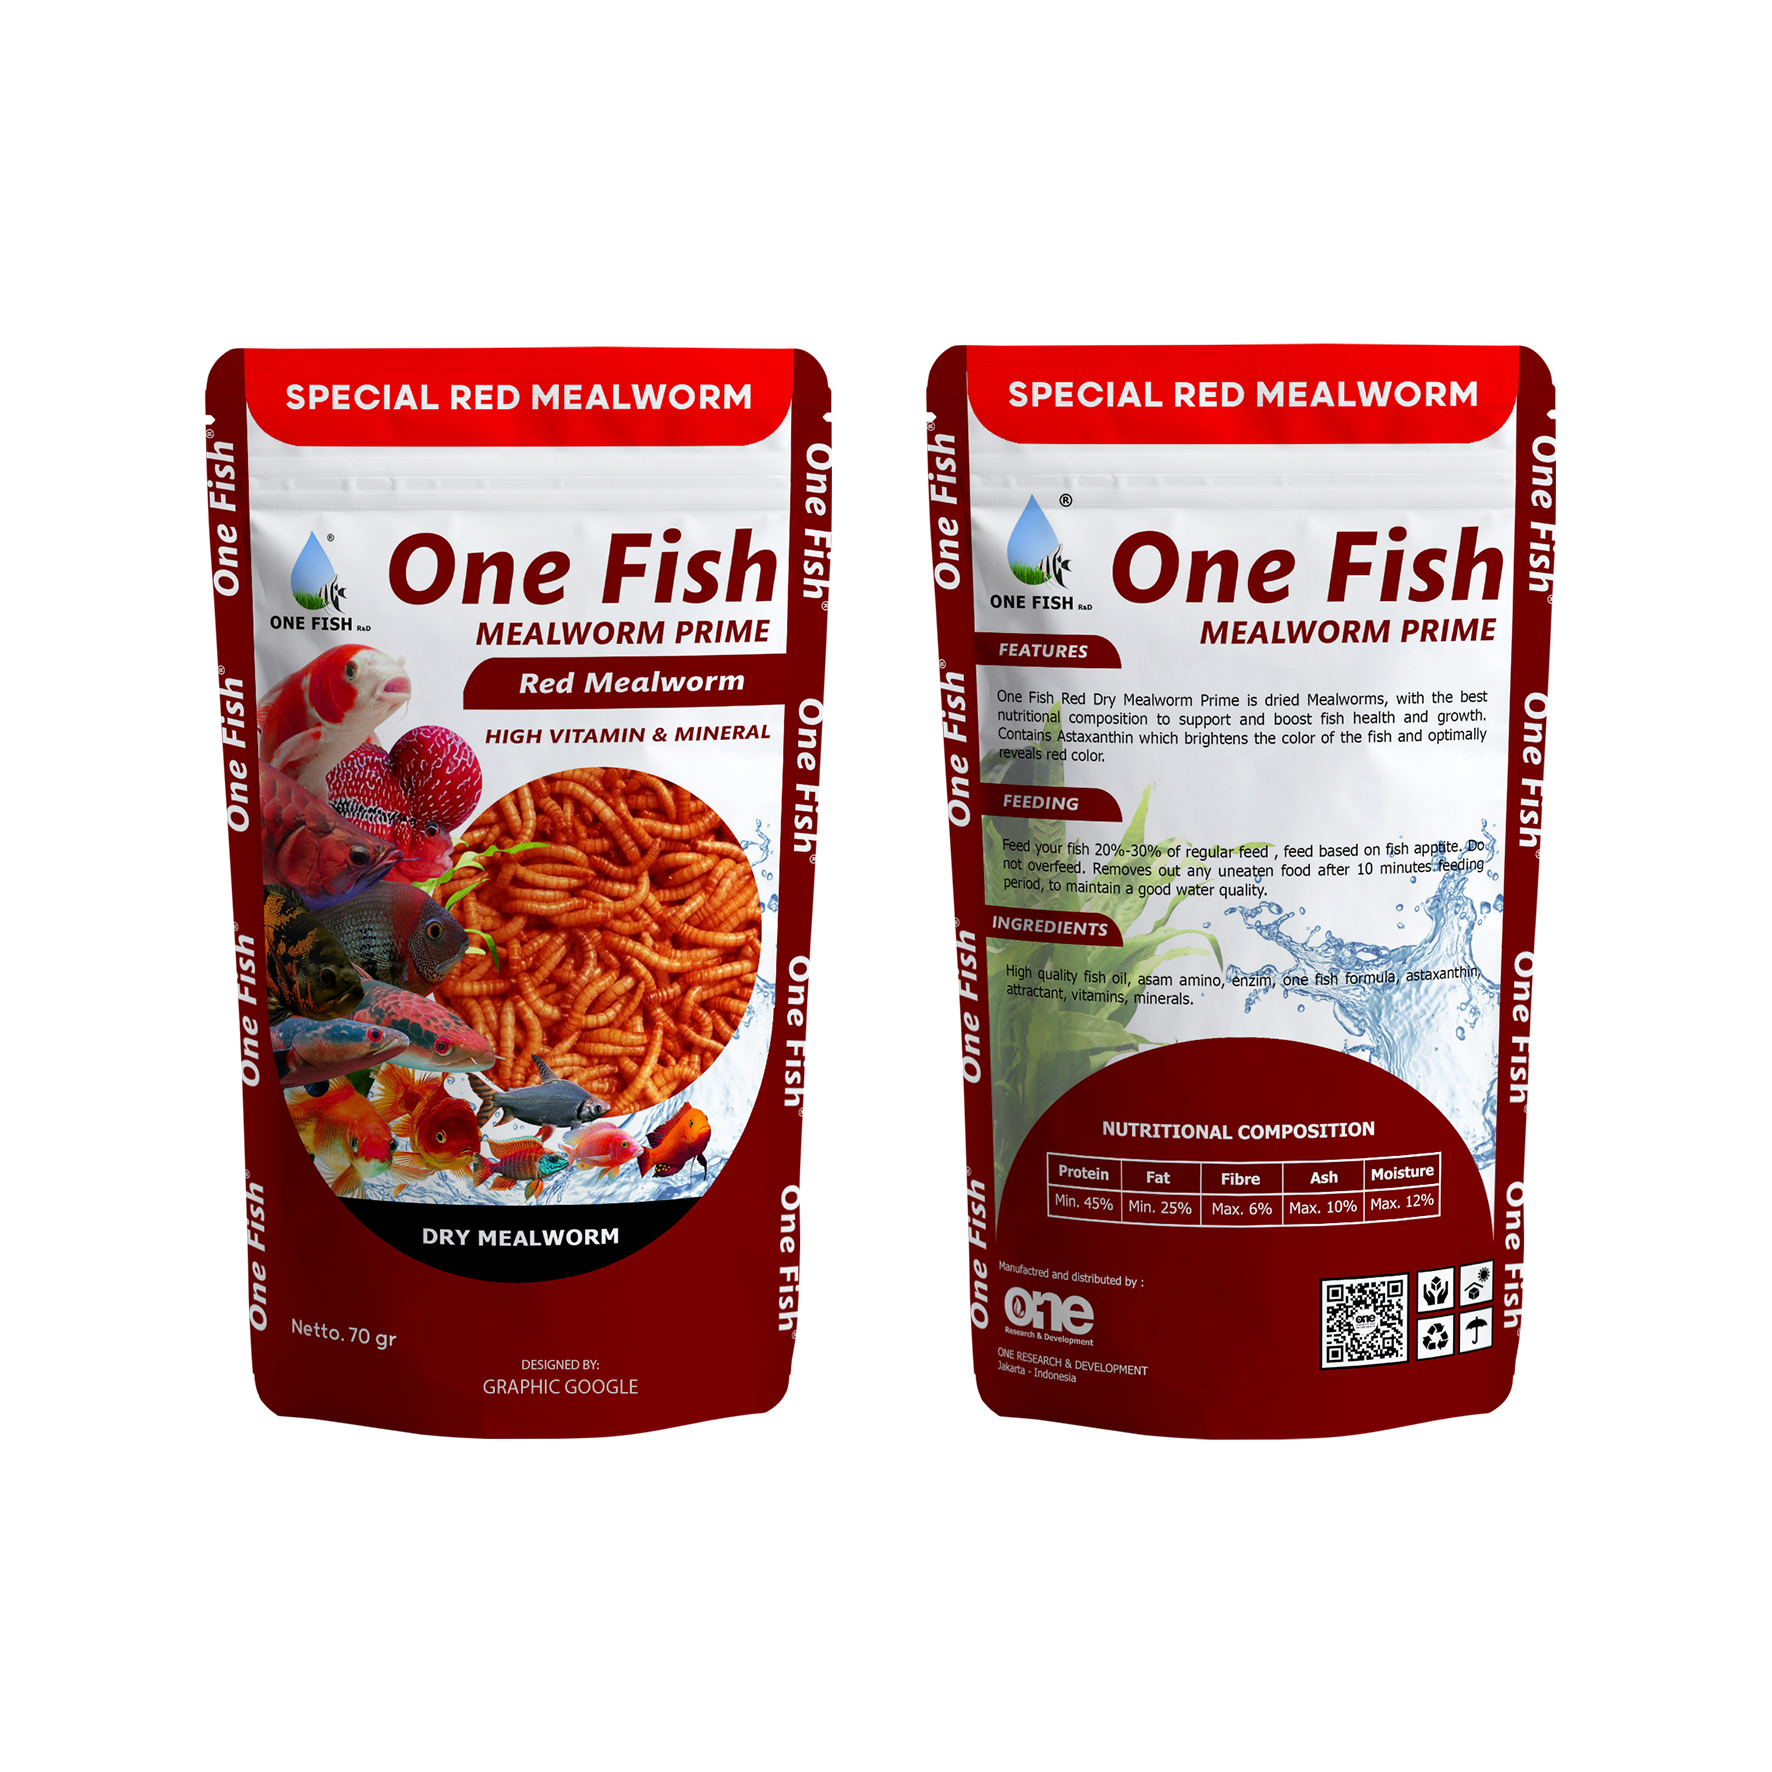 SPECIAL RED MEALWORM
®
ONE FISH R&D
One Fish
MEALWORM PRIME
Red Mealworm
HIGH VITAMIN & MINERAL
DRY MEALWORM
Netto. 70 gr
DESIGNED BY:
GRAPHIC GOOGLE
One Fish®
One Fish®
One Fish®
One Fish®
One Fish®
One Fish®
One Fish®
One Fish®
SPECIAL RED MEALWORM
®
ONE FISH R&D
One Fish
MEALWORM PRIME
FEATURES
One Fish Red Dry Mealworm Prime is dried Mealworms, with the best
nutritional composition to support and boost fish health and growth.
Contains Astaxanthin which brightens the color of the fish and optimally
reveals red color.
FEEDING
Feed your fish 20%-30% of regular feed , feed based on fish apptite. Do
not overfeed. Removes out any uneaten food after 10 minutes feeding
period, to maintain a good water quality.
INGREDIENTS
High quality fish oil, asam amino, enzim, one fish formula, astaxanthin,
attractant, vitamins, minerals.
NUTRITIONAL COMPOSITION
Protein Fat Fibre Ash Moisture
Min. 45% Min. 25% Max. 6% Max. 10% Max. 12%
Manufactred and distributed by :
one
Research & Development
ONE RESEARCH & DEVELOPMENT
Jakarta - Indonesia
one
One Fish®
One Fish®
One Fish®
One Fish®
One Fish®
One Fish®
One Fish®
One Fish®